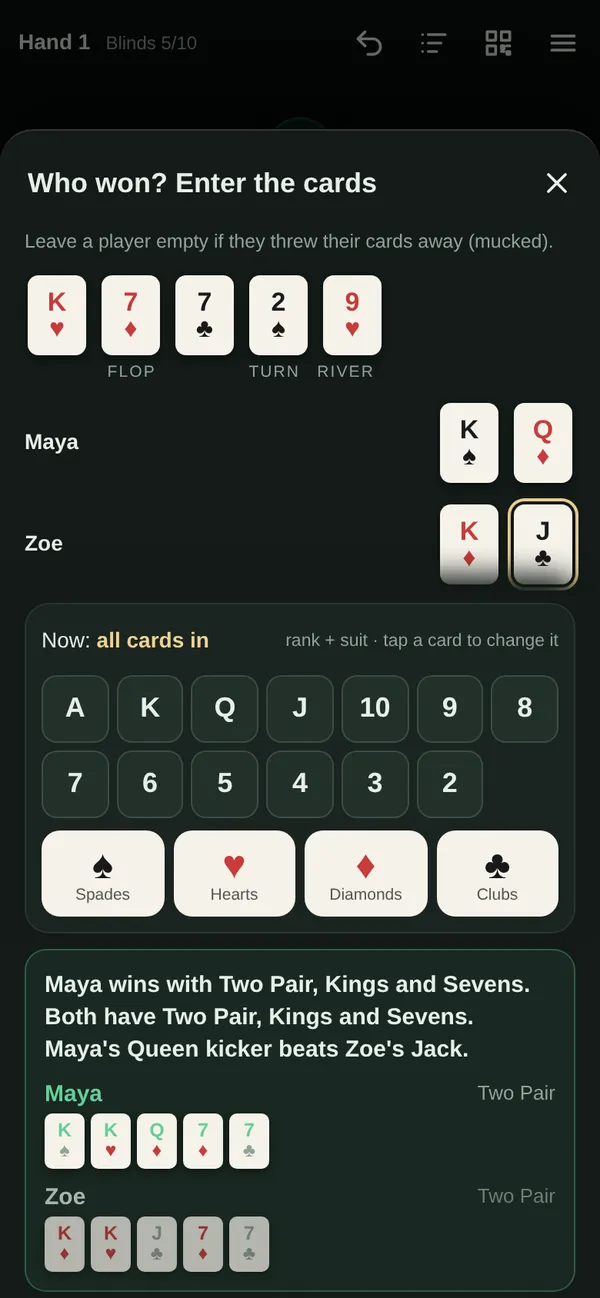 Hand 1 Blinds 5/10
Who won? Enter the cards
Leave a player empty if they threw their cards away (mucked).
K♥ 7♦ 7♣ 2♠ 9♥
FLOP TURN RIVER
Maya K♠ Q♦
Zoe K♦ J♣
Now: all cards in rank + suit · tap a card to change it
A K Q J 10 9 8
7 6 5 4 3 2
♠ ♥ ♦ ♣
Spades Hearts Diamonds Clubs
Maya wins with Two Pair, Kings and Sevens.
Both have Two Pair, Kings and Sevens.
Maya's Queen kicker beats Zoe's Jack.
Maya Two Pair
K♠ K♥ Q♦ 7♦ 7♣
Zoe Two Pair
K♦ K♥ J♣ 7♦ 7♣